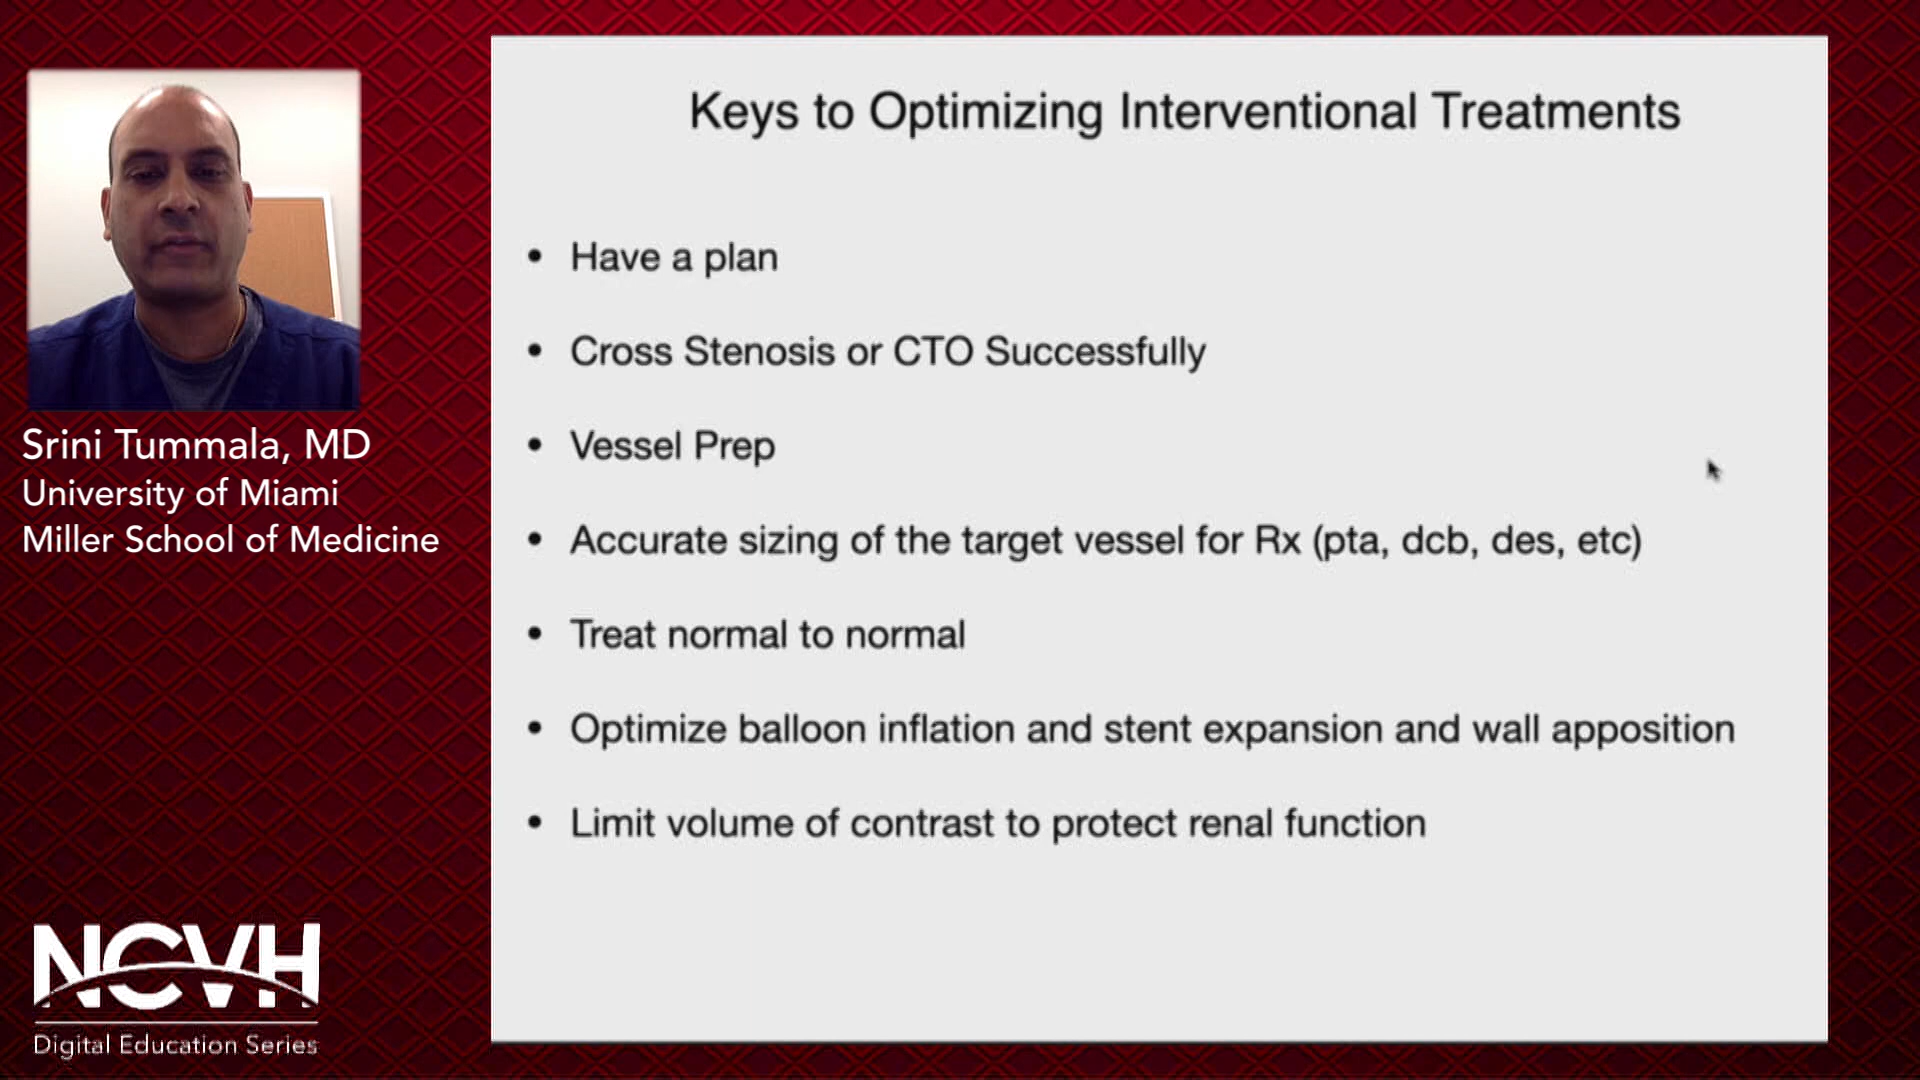 Keys to Optimizing Interventional Treatments
• Have a plan
• Cross Stenosis or CTO Successfully
• Vessel Prep
• Accurate sizing of the target vessel for Rx (pta, dcb, des, etc)
• Treat normal to normal
• Optimize balloon inflation and stent expansion and wall apposition
• Limit volume of contrast to protect renal function
Srini Tummala, MD
University of Miami
Miller School of Medicine
NCVH
Digital Education Series